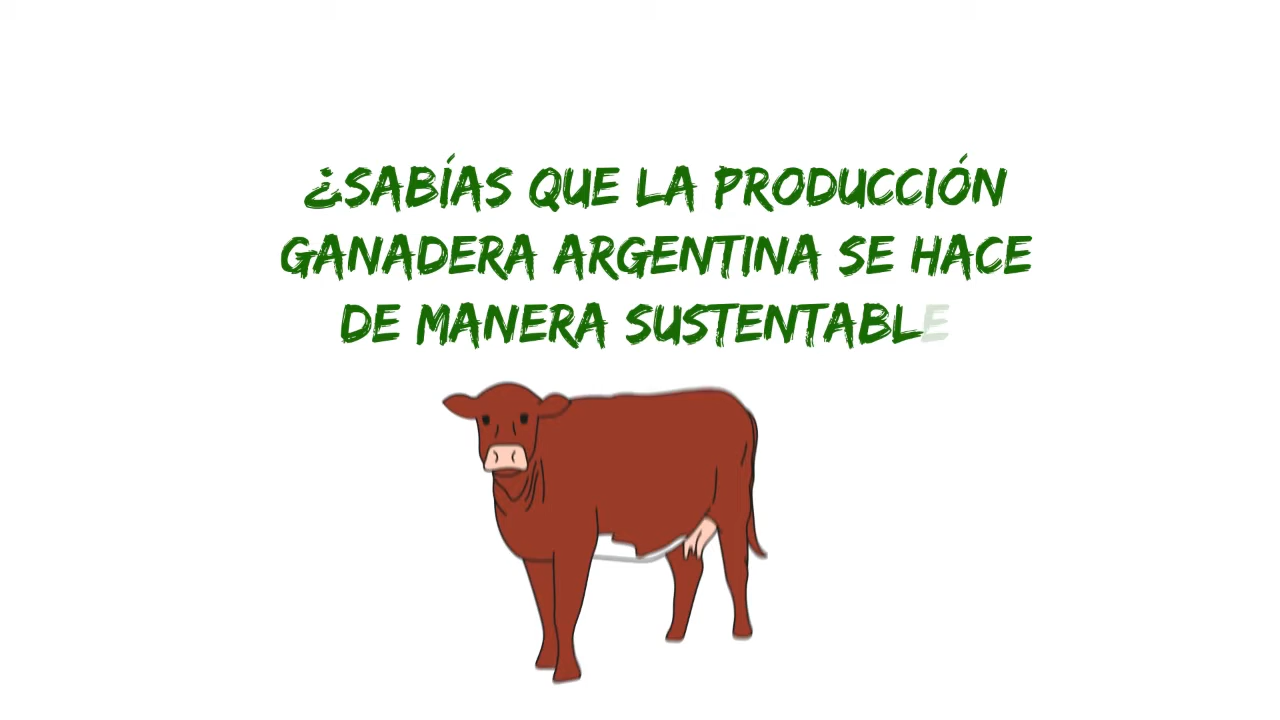 ¿SABÍAS QUE LA PRODUCCIÓN
GANADERA ARGENTINA SE HACE
DE MANERA SUSTENTABLE